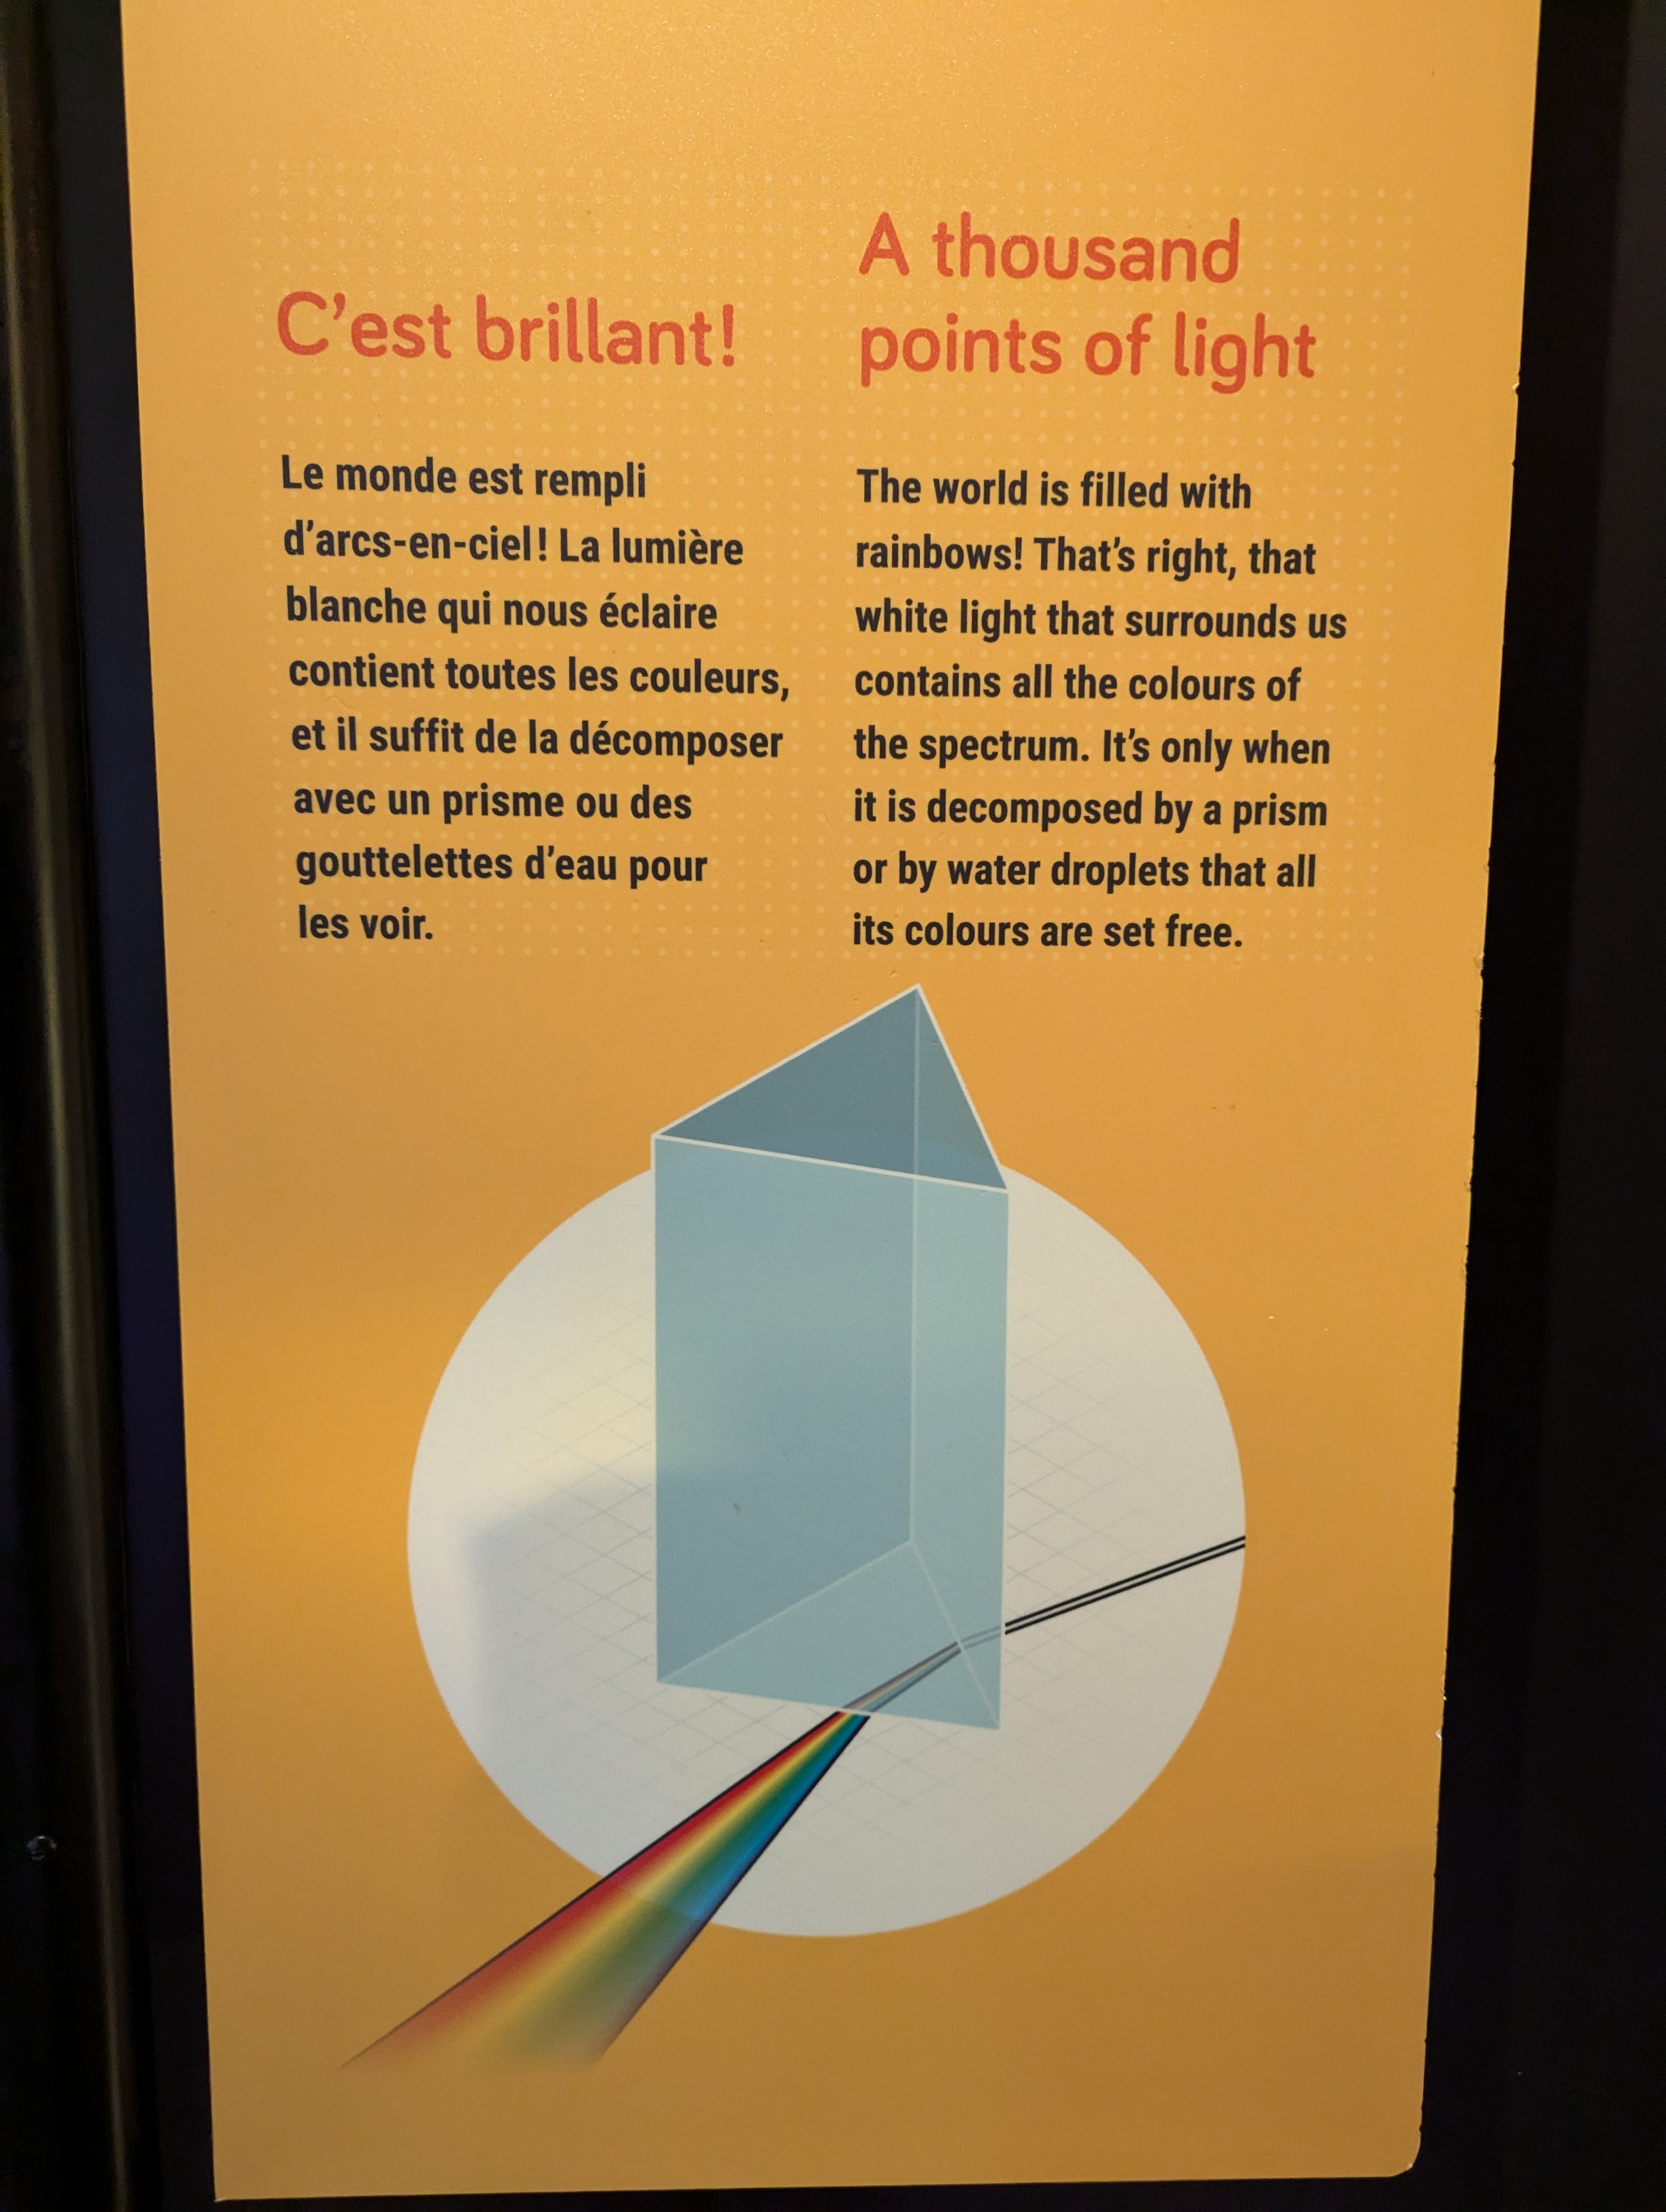 C’est brillant!
Le monde est rempli
d’arcs-en-ciel! La lumière
blanche qui nous éclaire
contient toutes les couleurs,
et il suffit de la décomposer
avec un prisme ou des
gouttelettes d’eau pour
les voir.
A thousand
points of light
The world is filled with
rainbows! That’s right, that
white light that surrounds us
contains all the colours of
the spectrum. It’s only when
it is decomposed by a prism
or by water droplets that all
its colours are set free.